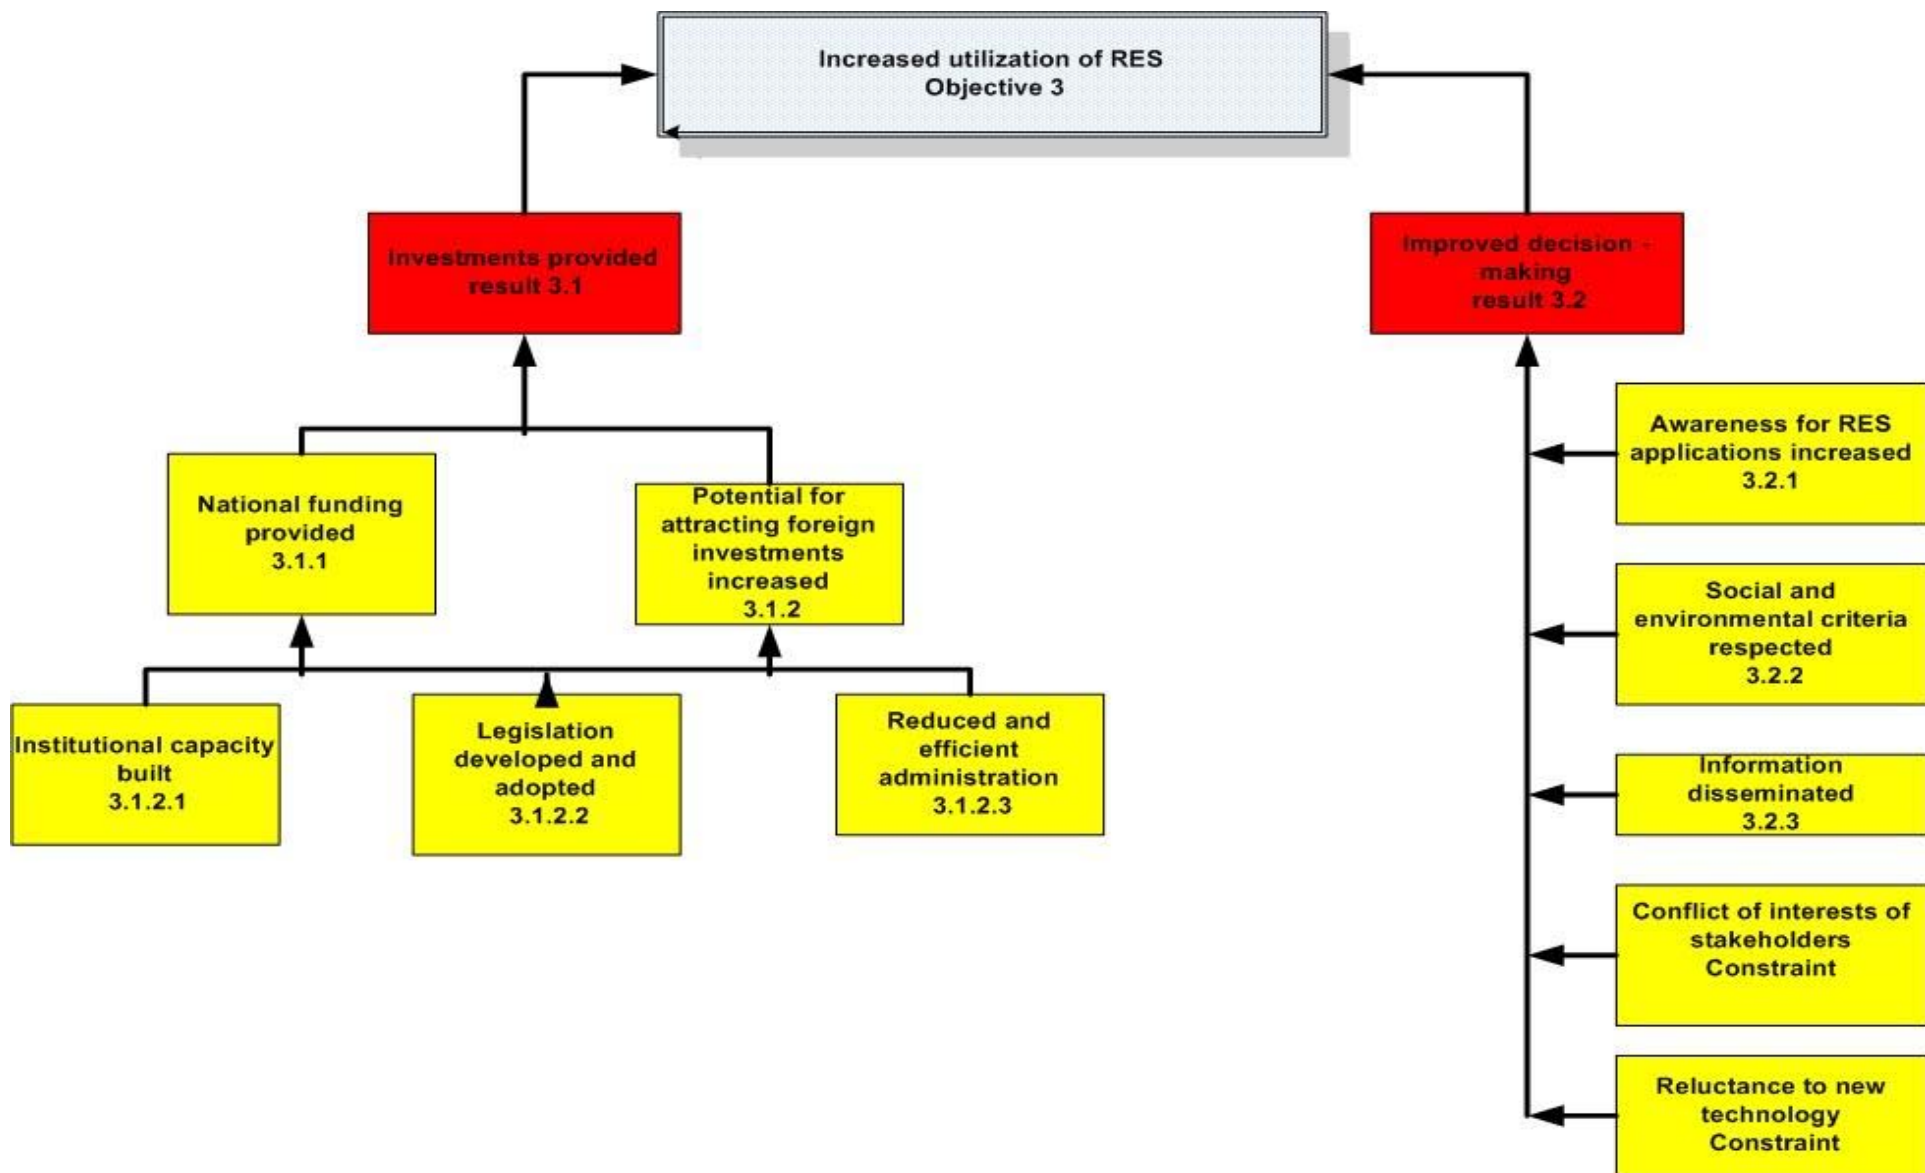 Increased utilization of RES
Objective 3
Investments provided
result 3.1
Improved decision -
making
result 3.2
National funding
provided
3.1.1
Potential for
attracting foreign
investments
increased
3.1.2
Institutional capacity
built
3.1.2.1
Legislation
developed and
adopted
3.1.2.2
Reduced and
efficient
administration
3.1.2.3
Awareness for RES
applications increased
3.2.1
Social and
environmental criteria
respected
3.2.2
Information
disseminated
3.2.3
Conflict of interests of
stakeholders
Constraint
Reluctance to new
technology
Constraint